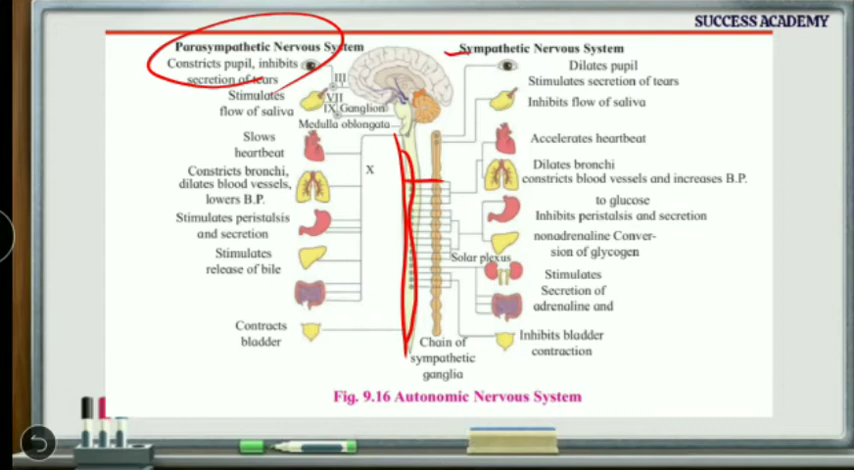 SUCCESS ACADEMY
Parasympathetic Nervous System
Constricts pupil, inhibits
secretion of tears
III
Stimulates
flow of saliva
VII
IX Ganglion
Medulla oblongata
Slows
heartbeat
X
Constricts bronchi,
dilates blood vessels,
lowers B.P.
Stimulates peristalsis
and secretion
Stimulates
release of bile
Contracts
bladder
Sympathetic Nervous System
Dilates pupil
Stimulates secretion of tears
Inhibits flow of saliva
Accelerates heartbeat
Dilates bronchi
constricts blood vessels and increases B.P.
to glucose
Inhibits peristalsis and secretion
nonadrenaline Conver-
sion of glycogen
Solar plexus
Stimulates
Secretion of
adrenaline and
Inhibits bladder
contraction
Chain of
sympathetic
ganglia
Fig. 9.16 Autonomic Nervous System